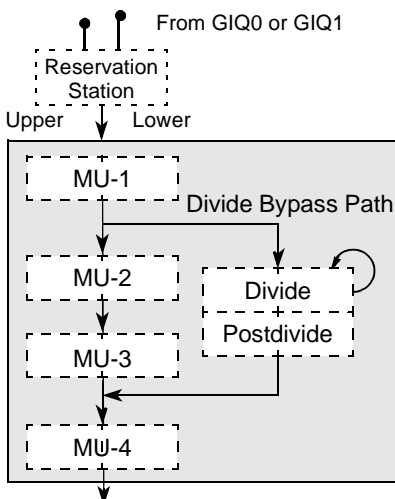 From GIQ0 or GIQ1
Reservation
Station
Upper Lower
MU-1
Divide Bypass Path
MU-2
Divide
Postdivide
MU-3
MU-4